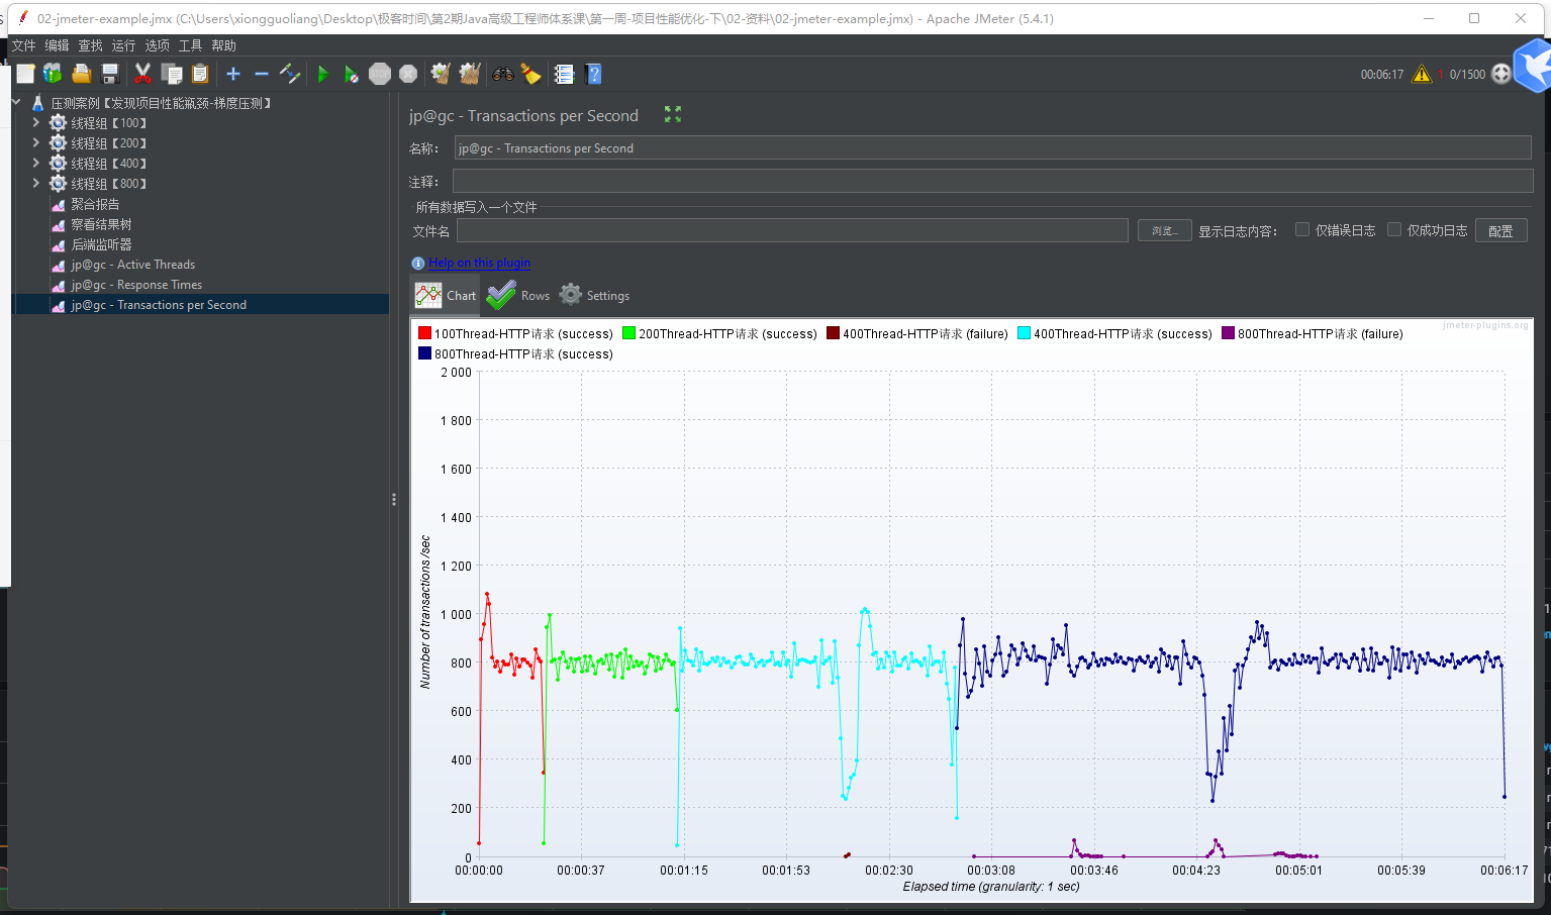 02-jmeter-example.jmx (C:\Users\xiongguoliang\Desktop\极客时间\第2期Java高级工程师体系课\第一周-项目性能优化-下\02-资料\02-jmeter-example.jmx) - Apache JMeter (5.4.1)
文件 编辑 查找 运行 选项 工具 帮助
00:06:17 1 0/1500
压测案例【发现项目性能瓶颈-梯度压测】
线程组【100】
线程组【200】
线程组【400】
线程组【800】
聚合报告
察看结果树
后端监听器
jp@gc - Active Threads
jp@gc - Response Times
jp@gc - Transactions per Second
jp@gc - Transactions per Second
名称： jp@gc - Transactions per Second
注释：
所有数据写入一个文件
文件名 浏览... 显示日志内容： 仅错误日志 仅成功日志 配置
Help on this plugin
Chart Rows Settings
jmeter-plugins.org
100Thread-HTTP请求 (success) 200Thread-HTTP请求 (success) 400Thread-HTTP请求 (failure) 400Thread-HTTP请求 (success) 800Thread-HTTP请求 (failure)
800Thread-HTTP请求 (success)
2 000
1 800
1 600
1 400
1 200
1 000
800
600
400
200
0
Number of transactions /sec
00:00:00 00:00:37 00:01:15 00:01:53 00:02:30 00:03:08 00:03:46 00:04:23 00:05:01 00:05:39 00:06:17
Elapsed time (granularity: 1 sec)